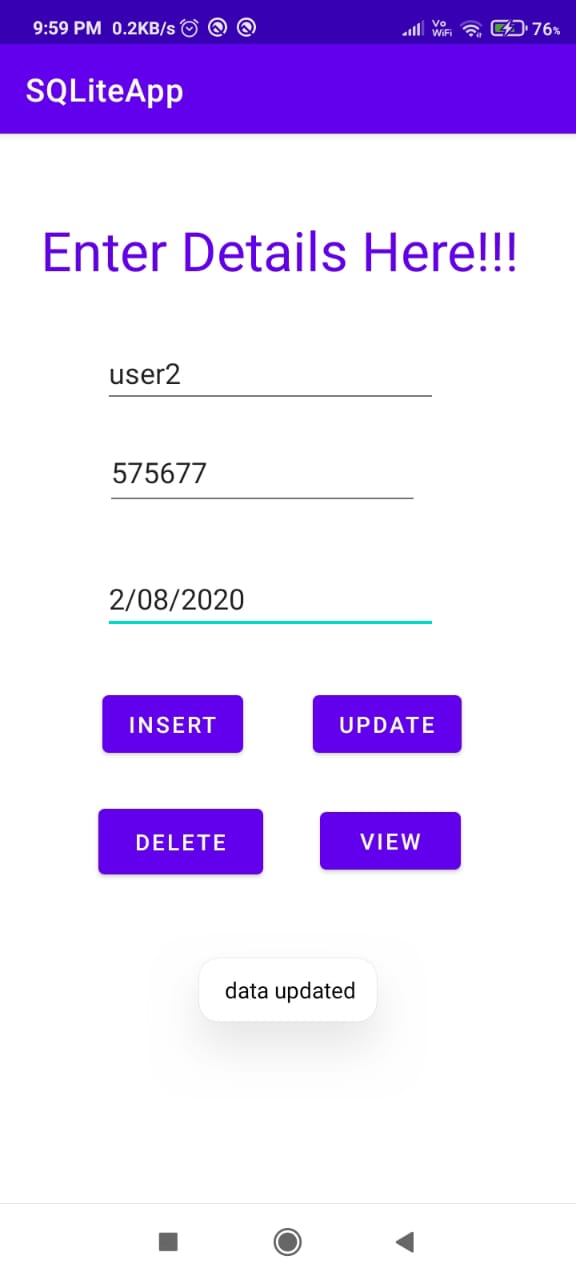 9:59 PM 0.2KB/s Vo WiFi 76%
SQLiteApp
Enter Details Here!!!
user2
575677
2/08/2020
INSERT UPDATE
DELETE VIEW
data updated